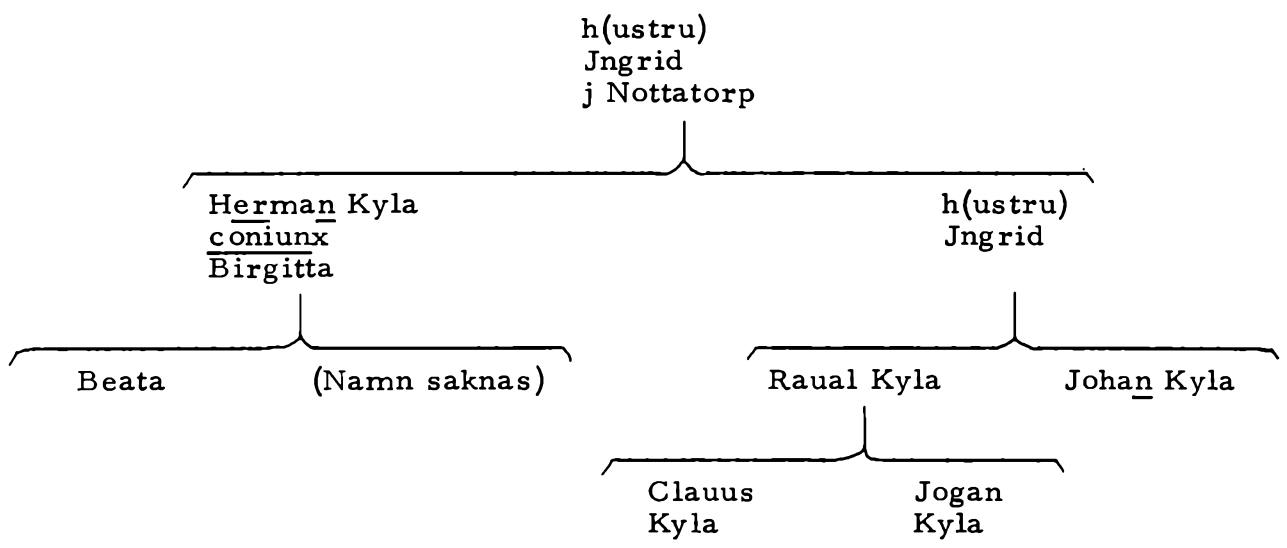 h(ustru)
Jngrid
j Nottatorp
Herman Kyla
coniunx
Birgitta
h(ustru)
Jngrid
Beata
(Namn saknas)
Raual Kyla
Johan Kyla
Clauus
Kyla
Jogan
Kyla